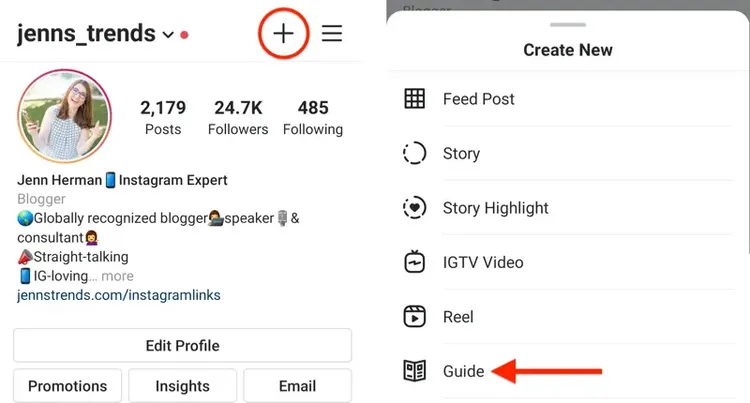 jenns_trends
2,179 24.7K 485
Posts Followers Following
Jenn Herman📱Instagram Expert
Blogger
🌎Globally recognized blogger👩‍💻speaker🎙️&
consultant💁‍♀️
📣Straight-talking
📱IG-loving... more
jennstrends.com/instagramlinks
Edit Profile
Promotions Insights Email
Blogger
Create New
Feed Post
Story
Story Highlight
IGTV Video
Reel
Guide